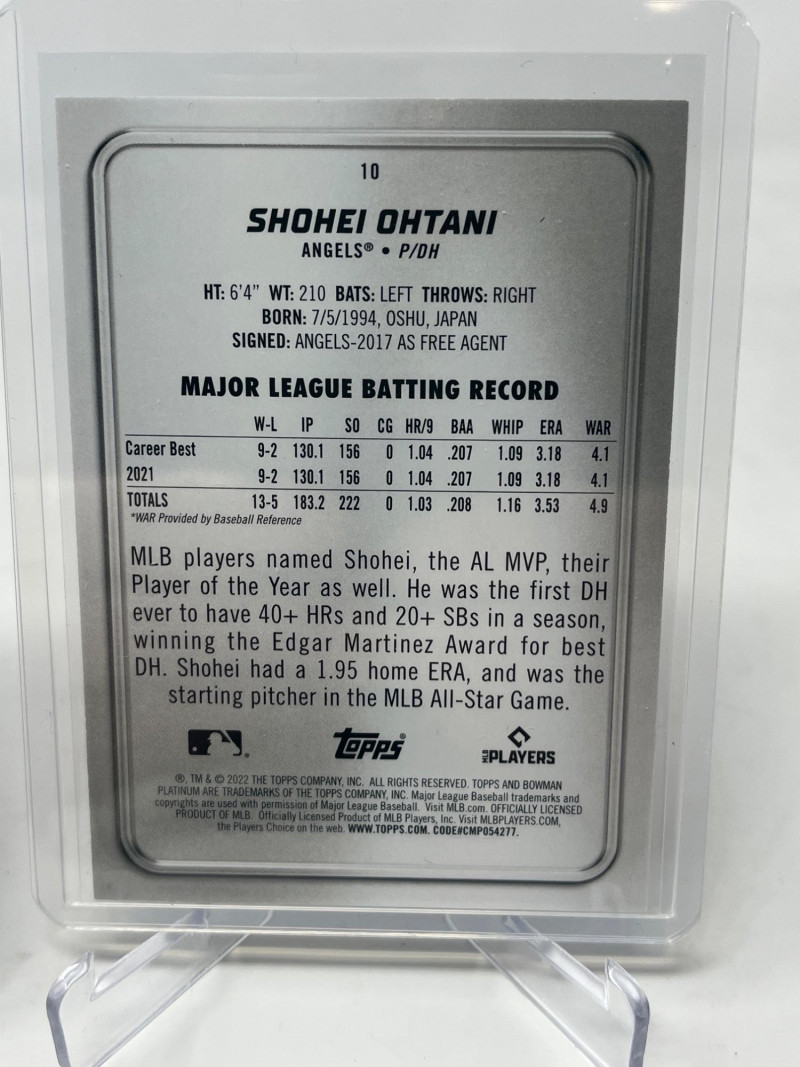 10
SHOHEI OHTANI
ANGELS® • P/DH
HT: 6'4" WT: 210 BATS: LEFT THROWS: RIGHT
BORN: 7/5/1994, OSHU, JAPAN
SIGNED: ANGELS-2017 AS FREE AGENT
MAJOR LEAGUE BATTING RECORD
W-L IP SO CG HR/9 BAA WHIP ERA WAR
Career Best 9-2 130.1 156 0 1.04 .207 1.09 3.18 4.1
2021 9-2 130.1 156 0 1.04 .207 1.09 3.18 4.1
TOTALS 13-5 183.2 222 0 1.03 .208 1.16 3.53 4.9
*WAR Provided by Baseball Reference
MLB players named Shohei, the AL MVP, their
Player of the Year as well. He was the first DH
ever to have 40+ HRs and 20+ SBs in a season,
winning the Edgar Martinez Award for best
DH. Shohei had a 1.95 home ERA, and was the
starting pitcher in the MLB All-Star Game.
Topps® MLB PLAYERS
®, TM & © 2022 THE TOPPS COMPANY, INC. ALL RIGHTS RESERVED. TOPPS AND BOWMAN
PLATINUM ARE TRADEMARKS OF THE TOPPS COMPANY, INC. Major League Baseball trademarks and
copyrights are used with permission of Major League Baseball. Visit MLB.com. OFFICIALLY LICENSED
PRODUCT OF MLB. Officially Licensed Product of MLB Players, Inc. Visit MLBPLAYERS.COM,
the Players Choice on the web. WWW.TOPPS.COM. CODE#CMP054277.